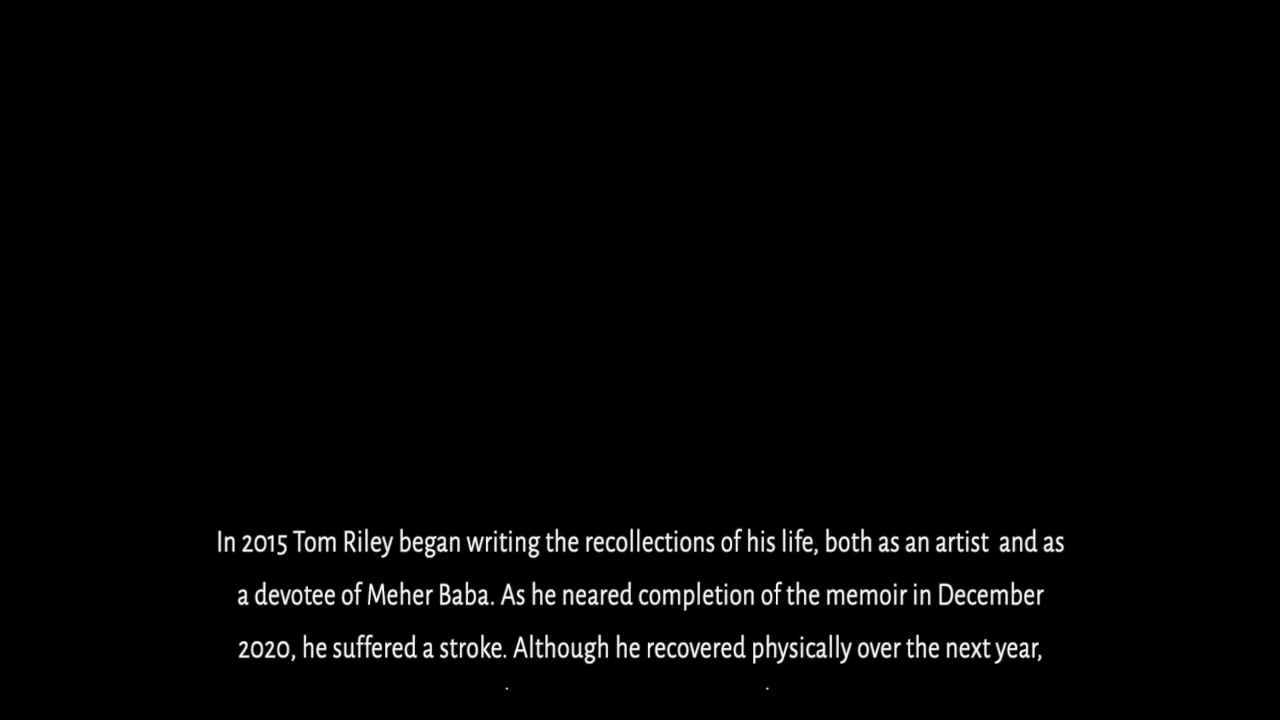 In 2015 Tom Riley began writing the recollections of his life, both as an artist  and as
a devotee of Meher Baba. As he neared completion of the memoir in December
2020, he suffered a stroke. Although he recovered physically over the next year,